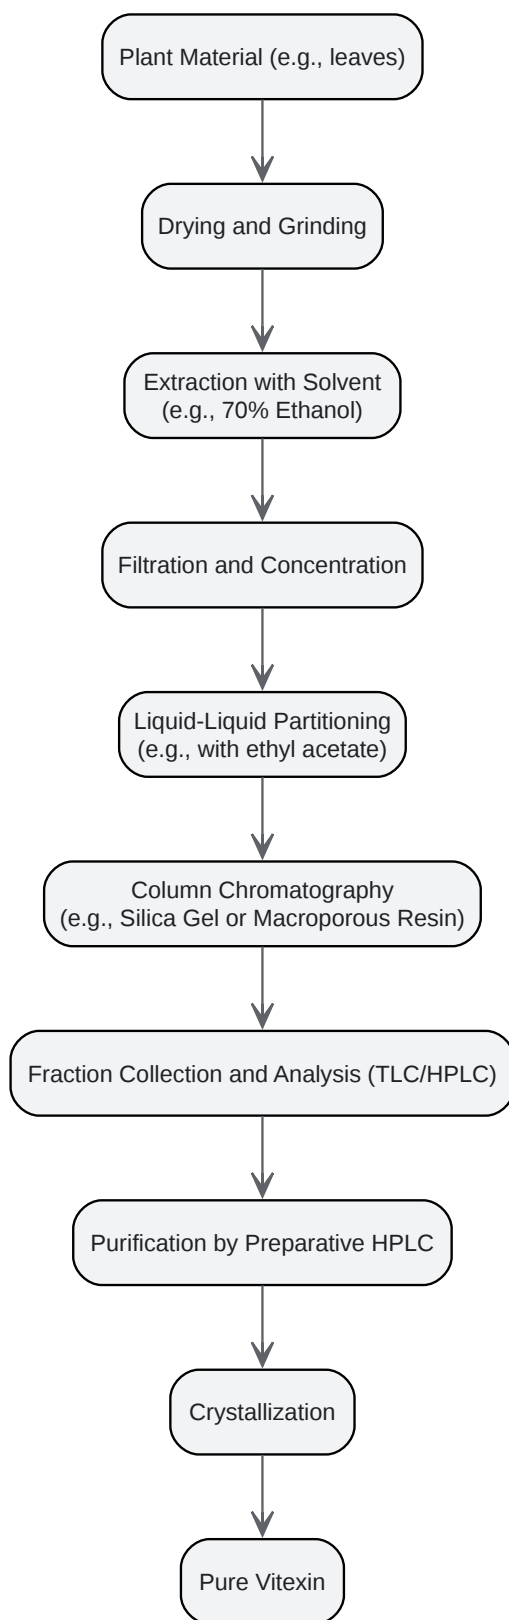 Plant Material (e.g., leaves)
Drying and Grinding
Extraction with Solvent
(e.g., 70% Ethanol)
Filtration and Concentration
Liquid-Liquid Partitioning
(e.g., with ethyl acetate)
Column Chromatography
(e.g., Silica Gel or Macroporous Resin)
Fraction Collection and Analysis (TLC/HPLC)
Purification by Preparative HPLC
Crystallization
Pure Vitexin